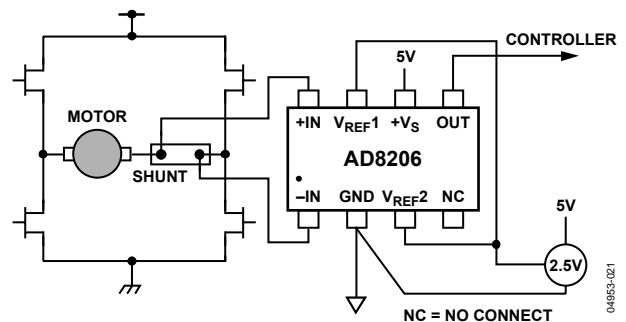 CONTROLLER
5V
MOTOR
+IN
VREF1
+VS
OUT
AD8206
SHUNT
–IN
GND
VREF2
NC
5V
2.5V
NC = NO CONNECT
04953-021